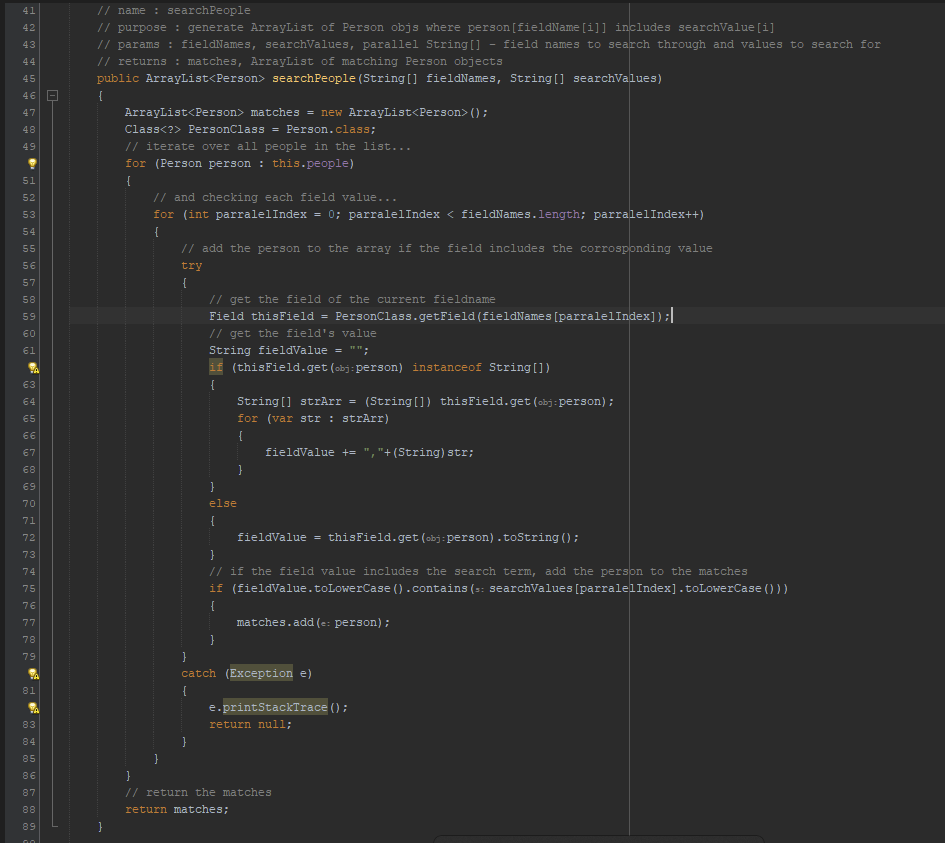 41 // name : searchPeople
42 // purpose : generate ArrayList of Person objs where person[fieldName[i]] includes searchValue[i]
43 // params : fieldNames, searchValues, parallel String[] - field names to search through and values to search for
44 // returns : matches, ArrayList of matching Person objects
45 public ArrayList<Person> searchPeople(String[] fieldNames, String[] searchValues)
46 {
47 ArrayList<Person> matches = new ArrayList<Person>();
48 Class<?> PersonClass = Person.class;
49 // iterate over all people in the list...
for (Person person : this.people)
51 {
52 // and checking each field value...
53 for (int parralelIndex = 0; parralelIndex < fieldNames.length; parralelIndex++)
54 {
55 // add the person to the array if the field includes the corrosponding value
56 try
57 {
58 // get the field of the current fieldname
59 Field thisField = PersonClass.getField(fieldNames[parralelIndex]);
60 // get the field's value
61 String fieldValue = "";
if (thisField.get(obj: person) instanceof String[])
63 {
64 String[] strArr = (String[]) thisField.get(obj: person);
65 for (var str : strArr)
66 {
67 fieldValue += ","+(String)str;
68 }
69 }
70 else
71 {
72 fieldValue = thisField.get(obj: person).toString();
73 }
74 // if the field value includes the search term, add the person to the matches
75 if (fieldValue.toLowerCase().contains(s: searchValues[parralelIndex].toLowerCase()))
76 {
77 matches.add(e: person);
78 }
79 }
catch (Exception e)
81 {
e.printStackTrace();
83 return null;
84 }
85 }
86 }
87 // return the matches
88 return matches;
89 }